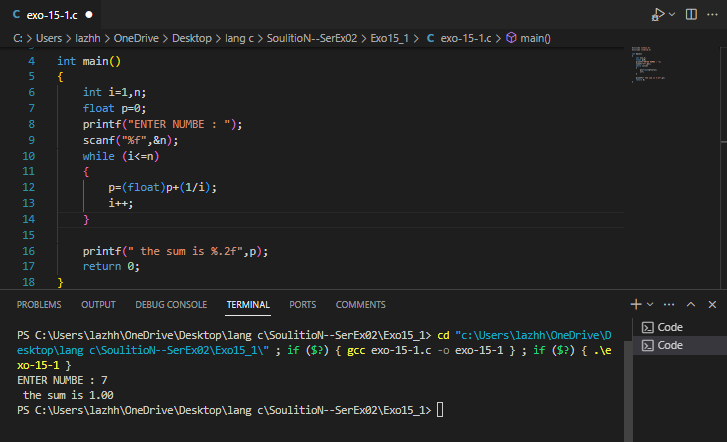 exo-15-1.c
C: > Users > lazhh > OneDrive > Desktop > lang c > SoulitioN--SerEx02 > Exo15_1 > C exo-15-1.c > main()
4 int main()
5 {
6 int i=1,n;
7 float p=0;
8 printf("ENTER NUMBE : ");
9 scanf("%f",&n);
10 while (i<=n)
11 {
12 p=(float)p+(1/i);
13 i++;
14 }
15
16 printf(" the sum is %.2f",p);
17 return 0;
18 }
PROBLEMS OUTPUT DEBUG CONSOLE TERMINAL PORTS COMMENTS
Code
Code
PS C:\Users\lazhh\OneDrive\Desktop\lang c\SoulitioN--SerEx02\Exo15_1> cd "c:\Users\lazhh\OneDrive\D
esktop\lang c\SoulitioN--SerEx02\Exo15_1\" ; if ($?) { gcc exo-15-1.c -o exo-15-1 } ; if ($?) { .\e
xo-15-1 }
ENTER NUMBE : 7
the sum is 1.00
PS C:\Users\lazhh\OneDrive\Desktop\lang c\SoulitioN--SerEx02\Exo15_1>